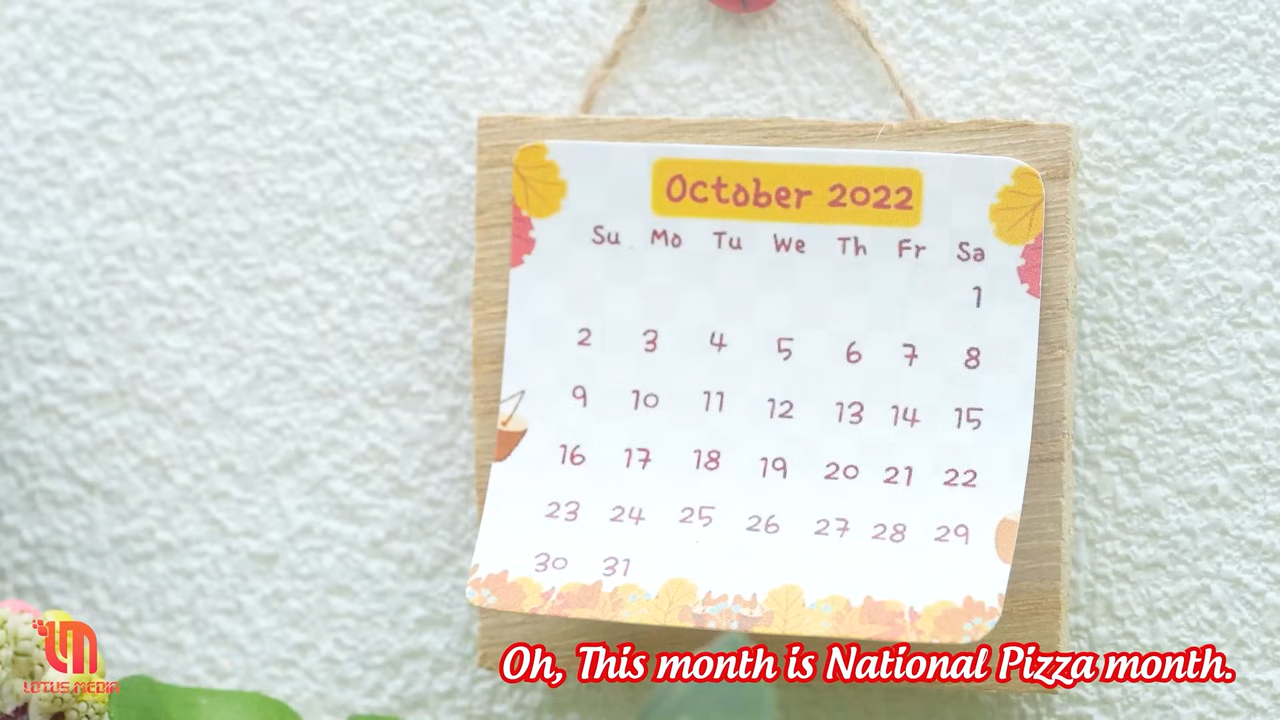 October 2022
Su Mo Tu We Th Fr Sa
1
2 3 4 5 6 7 8
9 10 11 12 13 14 15
16 17 18 19 20 21 22
23 24 25 26 27 28 29
30 31
LOTUS MEDIA
Oh, This month is National Pizza month.